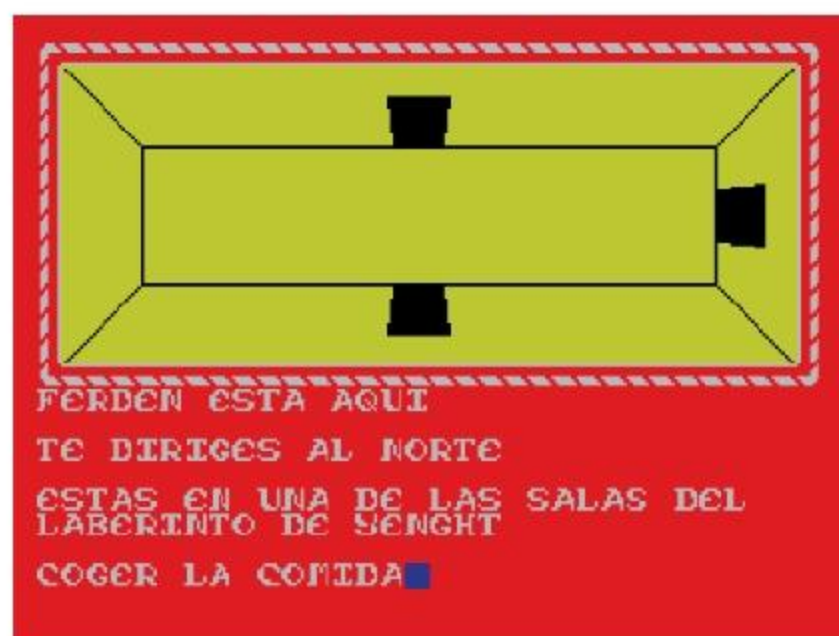 FERDEN ESTA AQUI
TE DIRIGES AL NORTE
ESTAS EN UNA DE LAS SALAS DEL
LABERINTO DE YENGHT
COGER LA COMIDA